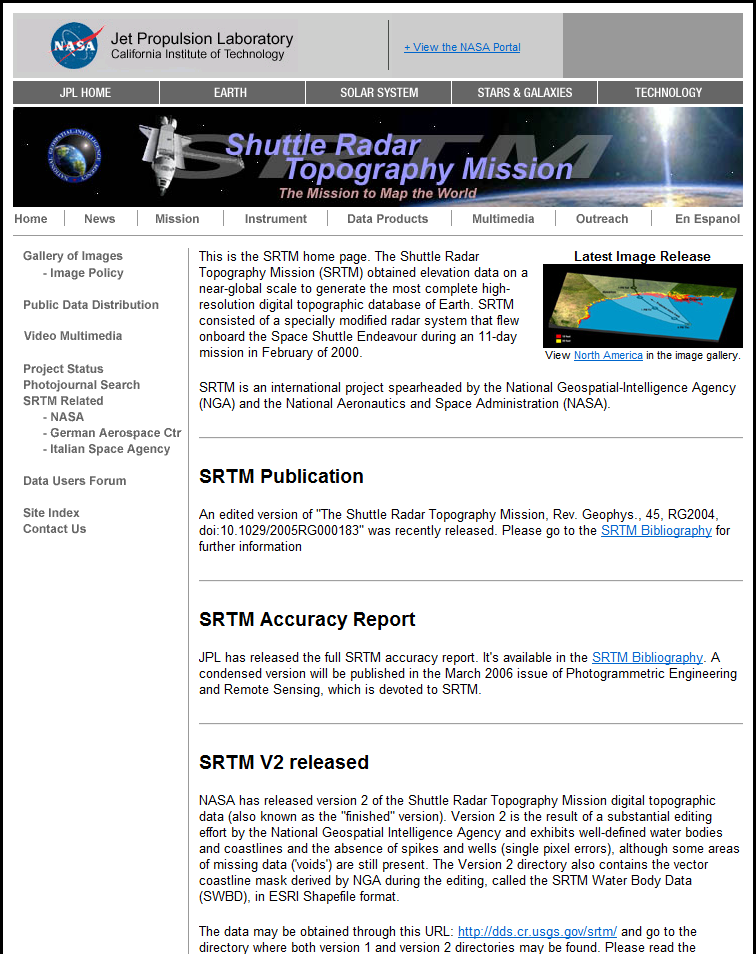 NASA
Jet Propulsion Laboratory
California Institute of Technology
+ View the NASA Portal
JPL HOME
EARTH
SOLAR SYSTEM
STARS & GALAXIES
TECHNOLOGY
SRTM
NATIONAL GEOSPATIAL-INTELLIGENCE AGENCY
Shuttle Radar
Topography Mission
The Mission to Map the World
Home
News
Mission
Instrument
Data Products
Multimedia
Outreach
En Espanol
Gallery of Images
- Image Policy
Public Data Distribution
Video Multimedia
Project Status
Photojournal Search
SRTM Related
- NASA
- German Aerospace Ctr
- Italian Space Agency
Data Users Forum
Site Index
Contact Us
This is the SRTM home page. The Shuttle Radar
Topography Mission (SRTM) obtained elevation data on a
near-global scale to generate the most complete high-
resolution digital topographic database of Earth. SRTM
consisted of a specially modified radar system that flew
onboard the Space Shuttle Endeavour during an 11-day
mission in February of 2000.
Latest Image Release
View North America in the image gallery.
SRTM is an international project spearheaded by the National Geospatial-Intelligence Agency
(NGA) and the National Aeronautics and Space Administration (NASA).
SRTM Publication
An edited version of "The Shuttle Radar Topography Mission, Rev. Geophys., 45, RG2004,
doi:10.1029/2005RG000183" was recently released. Please go to the SRTM Bibliography for
further information
SRTM Accuracy Report
JPL has released the full SRTM accuracy report. It's available in the SRTM Bibliography. A
condensed version will be published in the March 2006 issue of Photogrammetric Engineering
and Remote Sensing, which is devoted to SRTM.
SRTM V2 released
NASA has released version 2 of the Shuttle Radar Topography Mission digital topographic
data (also known as the "finished" version). Version 2 is the result of a substantial editing
effort by the National Geospatial Intelligence Agency and exhibits well-defined water bodies
and coastlines and the absence of spikes and wells (single pixel errors), although some areas
of missing data ('voids') are still present. The Version 2 directory also contains the vector
coastline mask derived by NGA during the editing, called the SRTM Water Body Data
(SWBD), in ESRI Shapefile format.
The data may be obtained through this URL: http://dds.cr.usgs.gov/srtm/ and go to the
directory where both version 1 and version 2 directories may be found. Please read the